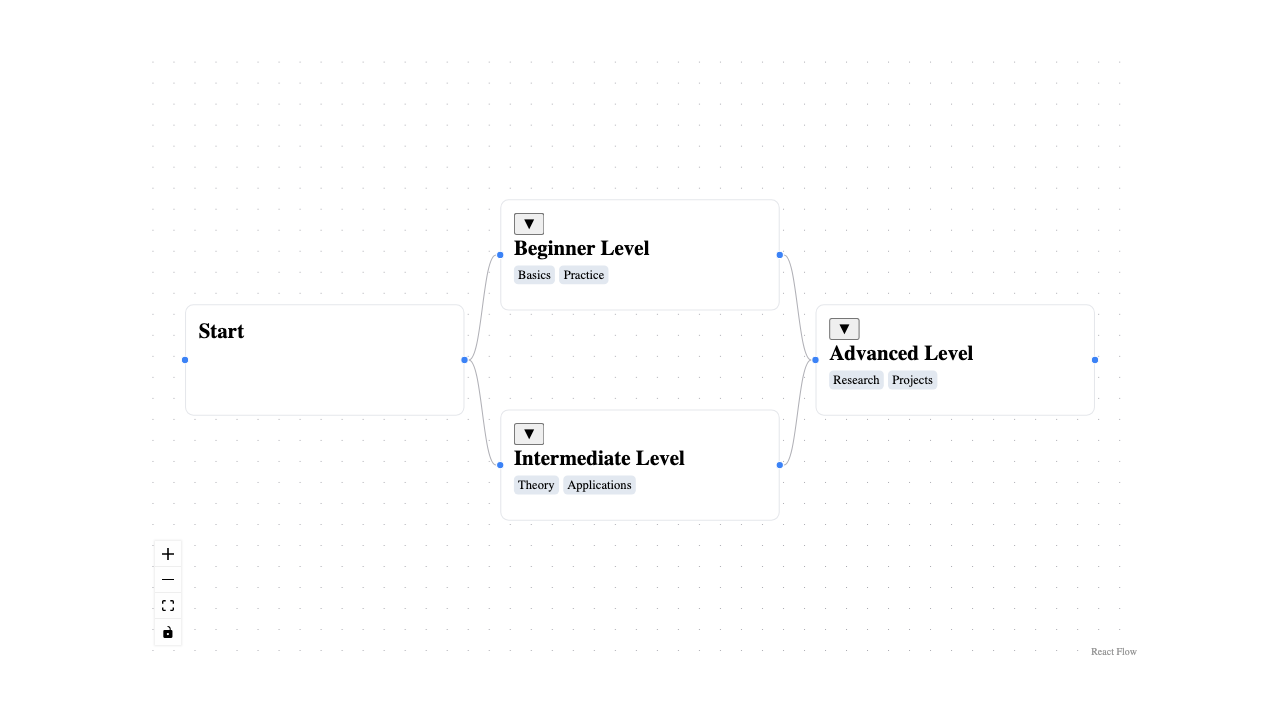 Start
Beginner Level
Basics Practice
Intermediate Level
Theory Applications
Advanced Level
Research Projects
React Flow